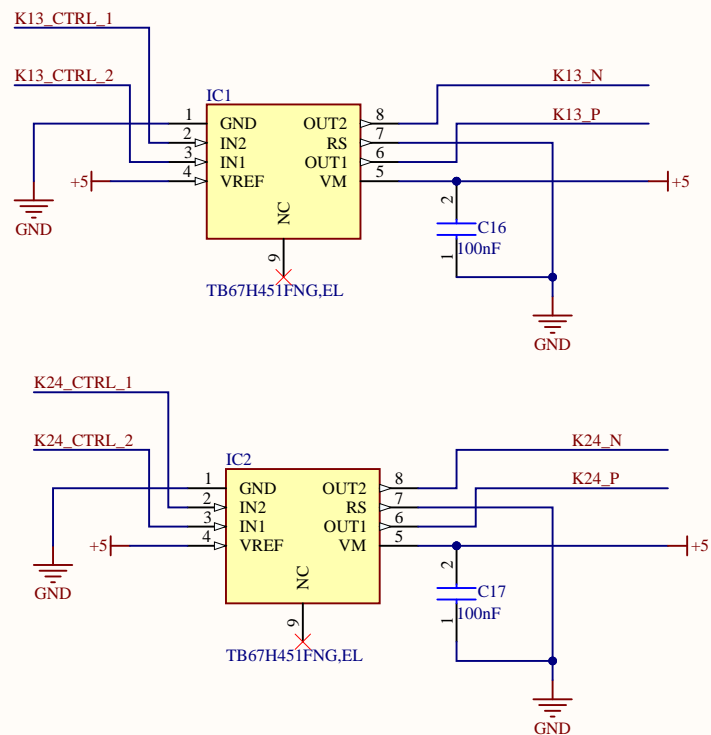 K13_CTRL_1
K13_CTRL_2
K13_N
K13_P
IC1
1 GND OUT2 8
2 IN2 RS 7
3 IN1 OUT1 6
4 VREF VM 5
+5
+5
NC
9
GND
2
C16
100nF
1
TB67H451FNG,EL
GND
K24_CTRL_1
K24_CTRL_2
K24_N
K24_P
IC2
1 GND OUT2 8
2 IN2 RS 7
3 IN1 OUT1 6
4 VREF VM 5
+5
+5
NC
9
GND
2
C17
100nF
1
TB67H451FNG,EL
GND